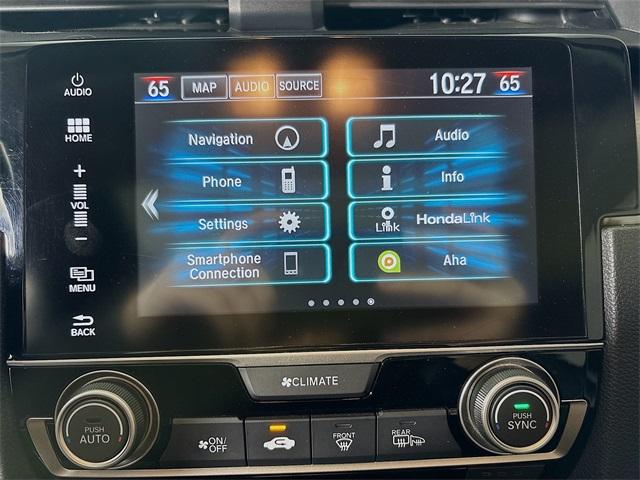 AUDIO
HOME
+
VOL
−
MENU
BACK
65 MAP AUDIO SOURCE 10:27 65
Navigation
Audio
Phone
Info
Settings
Link HondaLink
Smartphone
Connection
Aha
CLIMATE
PUSH
AUTO
ON/
OFF
FRONT
REAR
PUSH
SYNC